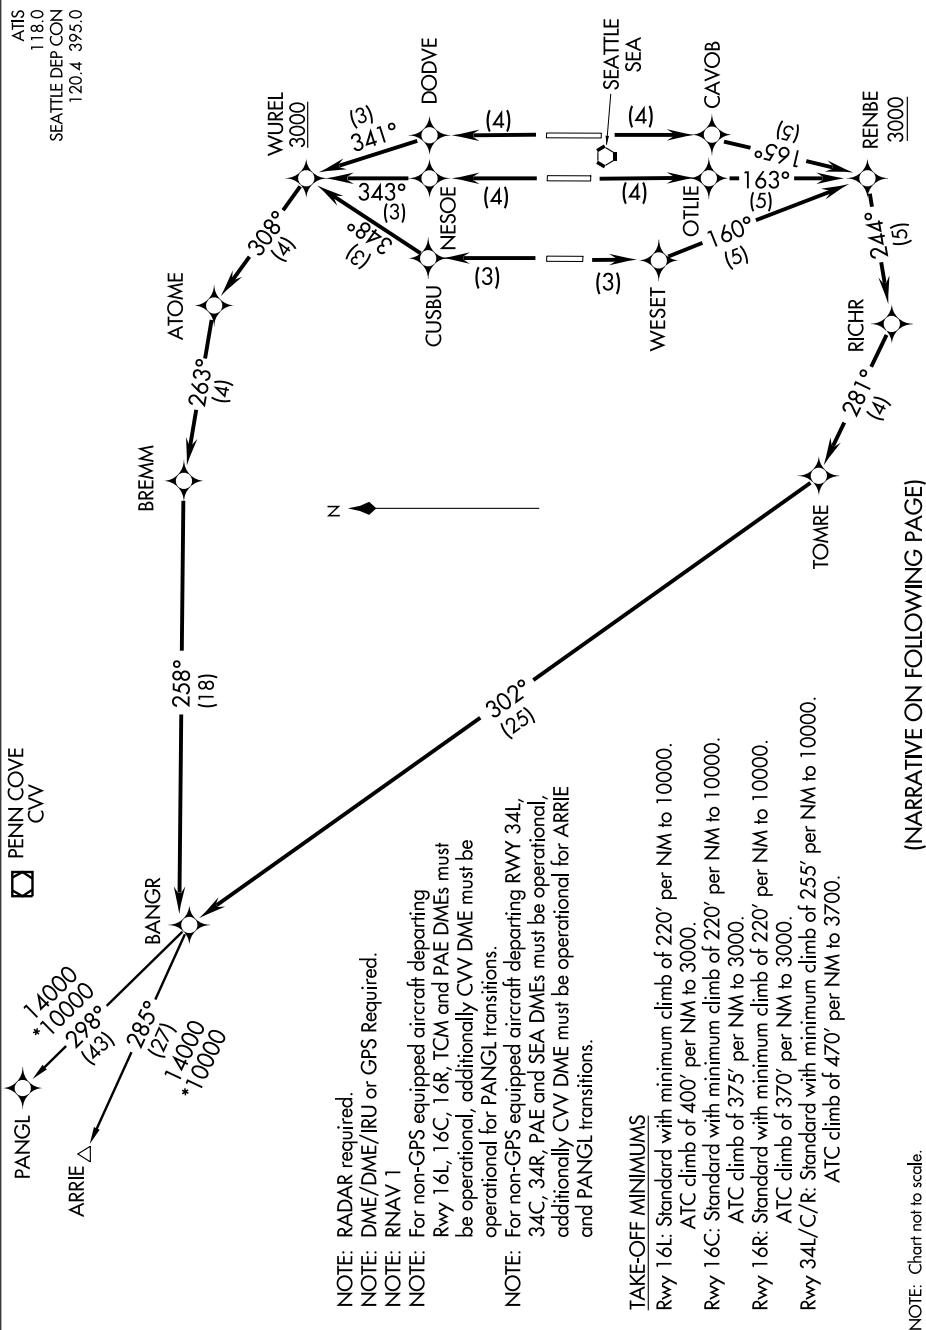 ATIS
118.0
SEATTLE DEP CON
120.4 395.0
PENN COVE
CVV
PANGL
14000
*10000
298°
(43)
ARRIE
285°
(27)
14000
*10000
BANGR
258°
(18)
BREMM
263°
(4)
ATOME
308°
(4)
WUREL
3000
341°
(3)
343°
(3)
348°
(3)
DODVE
NESOE
CUSBU
(4)
(4)
(3)
N
SEATTLE
SEA
(4)
(4)
(3)
CAVOB
OTLIE
WESET
165°
(5)
163°
(5)
160°
(5)
RENBE
3000
244°
(5)
RICHR
281°
(4)
TOMRE
302°
(25)
NOTE: RADAR required.
NOTE: DME/DME/IRU or GPS Required.
NOTE: RNAV 1
NOTE: For non-GPS equipped aircraft departing
Rwy 16L, 16C, 16R, TCM and PAE DMEs must
be operational, additionally CVV DME must be
operational for PANGL transitions.
NOTE: For non-GPS equipped aircraft departing RWY 34L,
34C, 34R, PAE and SEA DMEs must be operational,
additionally CVV DME must be operational for ARRIE
and PANGL transitions.
TAKE-OFF MINIMUMS
Rwy 16L: Standard with minimum climb of 220' per NM to 10000.
ATC climb of 400' per NM to 3000.
Rwy 16C: Standard with minimum climb of 220' per NM to 10000.
ATC climb of 375' per NM to 3000.
Rwy 16R: Standard with minimum climb of 220' per NM to 10000.
ATC climb of 370' per NM to 3000.
Rwy 34L/C/R: Standard with minimum climb of 255' per NM to 10000.
ATC climb of 470' per NM to 3700.
(NARRATIVE ON FOLLOWING PAGE)
NOTE: Chart not to scale.